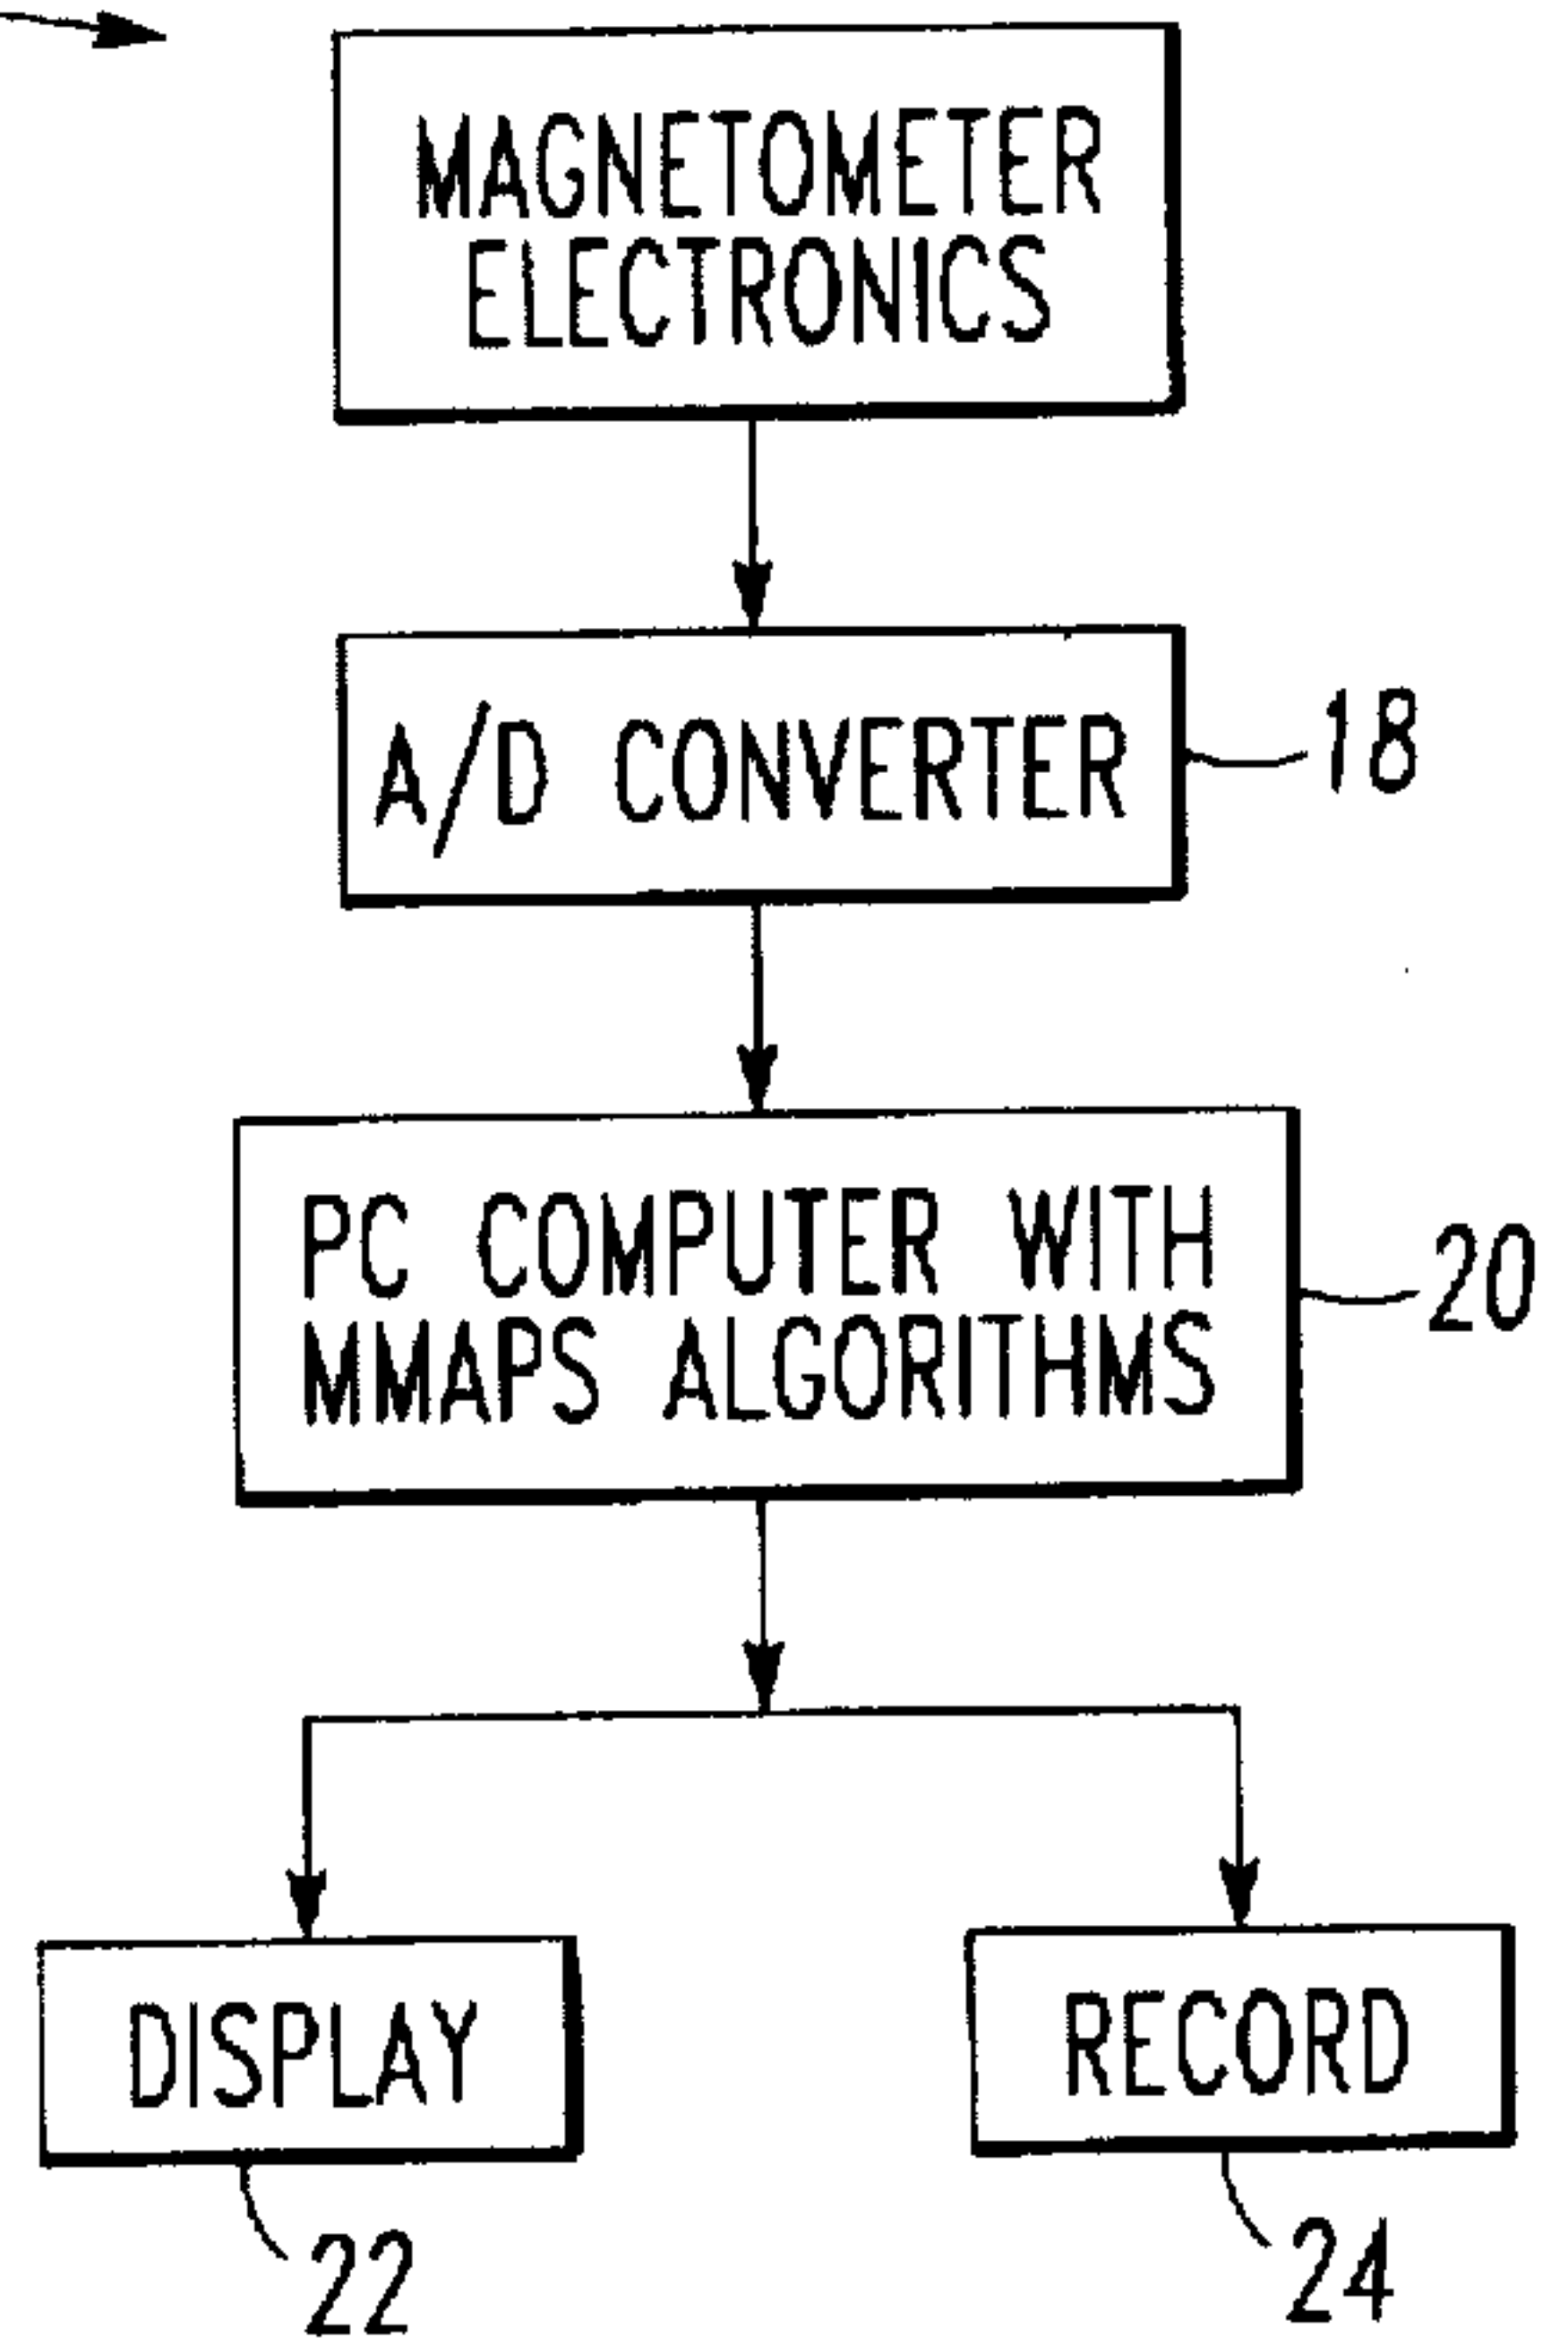 MAGNETOMETER
ELECTRONICS
A/D CONVERTER
18
PC COMPUTER WITH
MMAPS ALGORITHMS
20
DISPLAY
RECORD
22
24